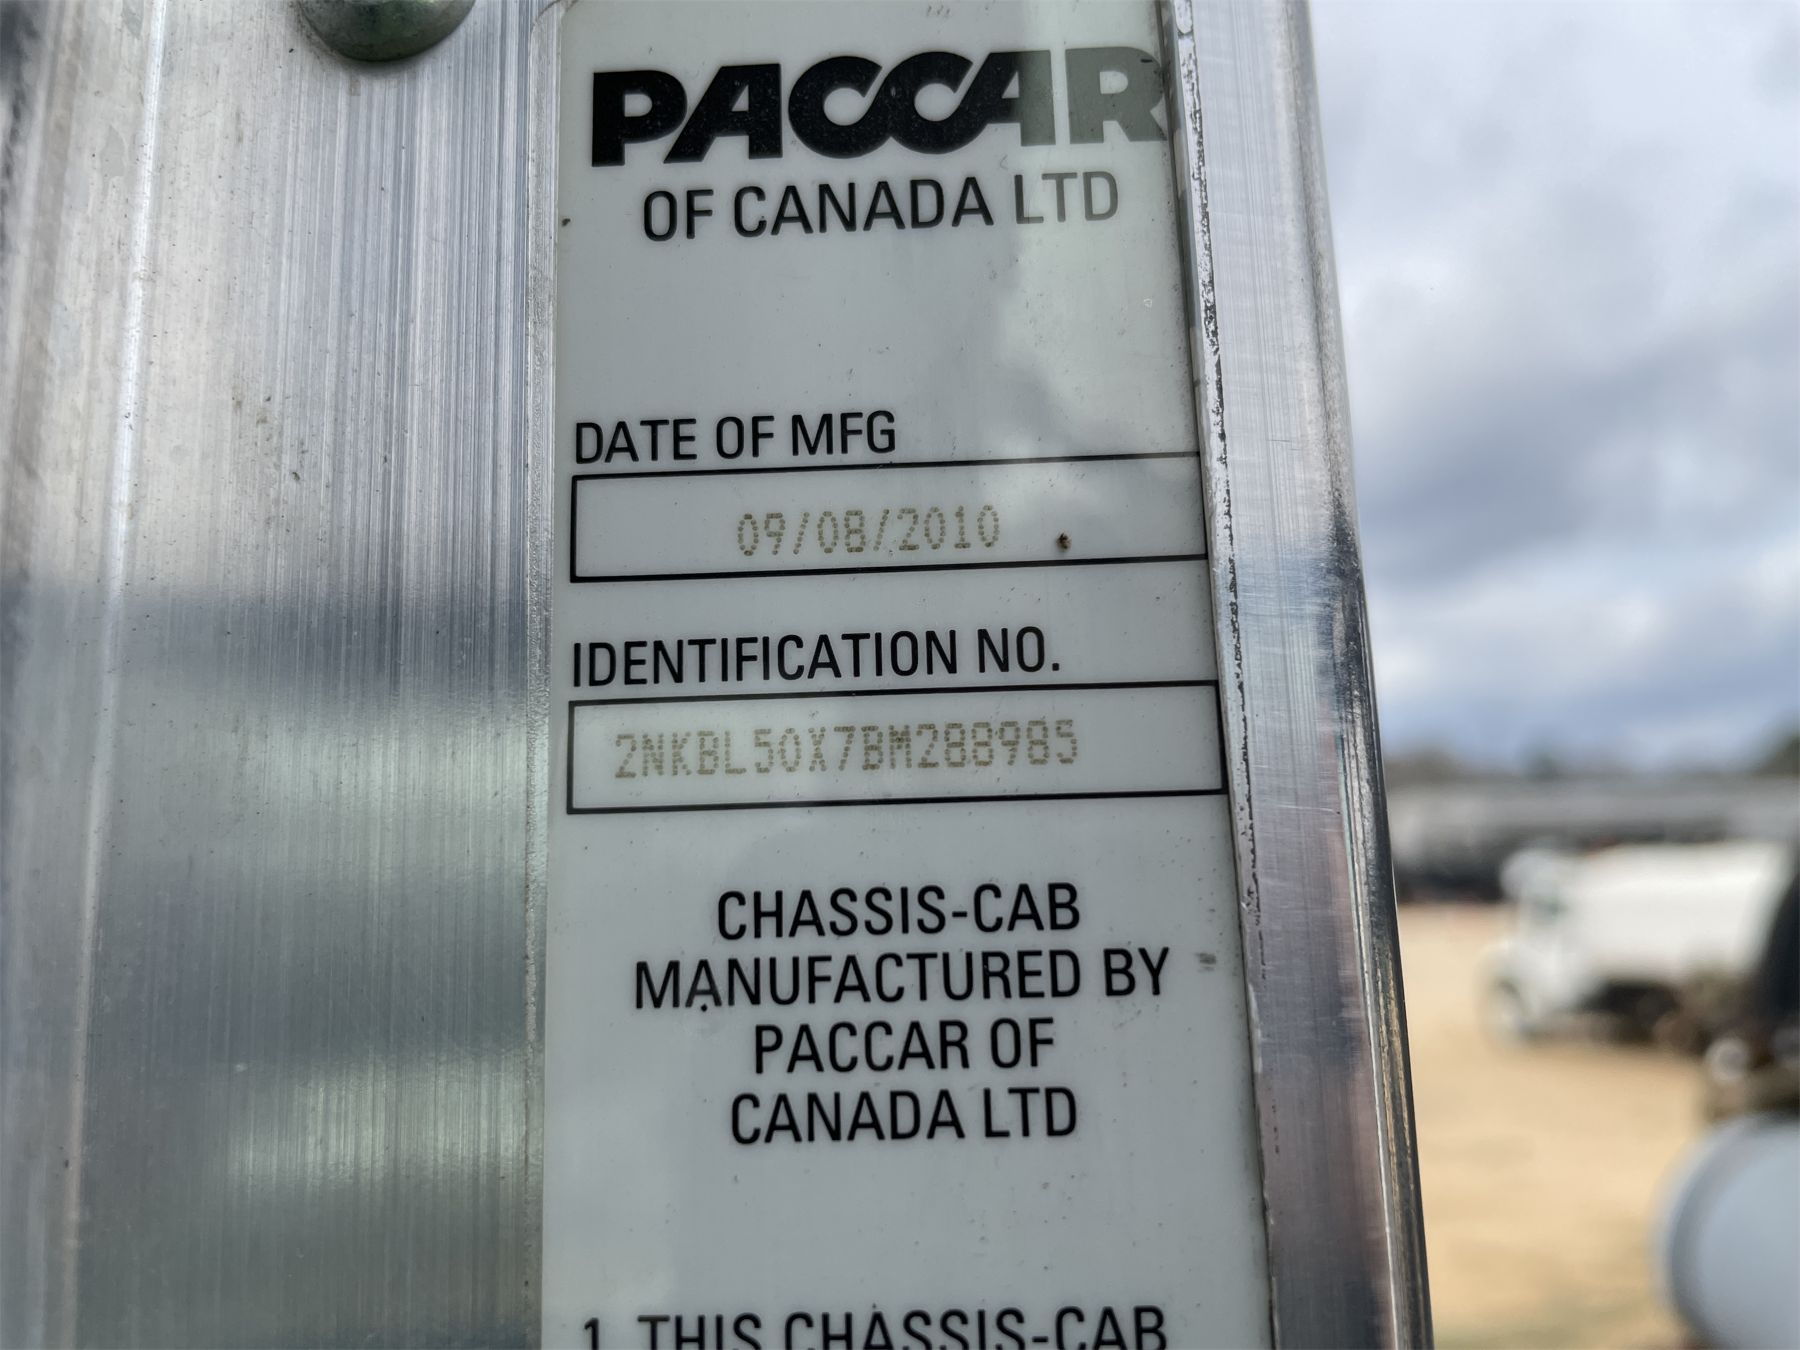 PACCAR
OF CANADA LTD
DATE OF MFG
09/08/2010
IDENTIFICATION NO.
2NKBL50X7BM288985
CHASSIS-CAB
MANUFACTURED BY
PACCAR OF
CANADA LTD
1. THIS CHASSIS-CAB